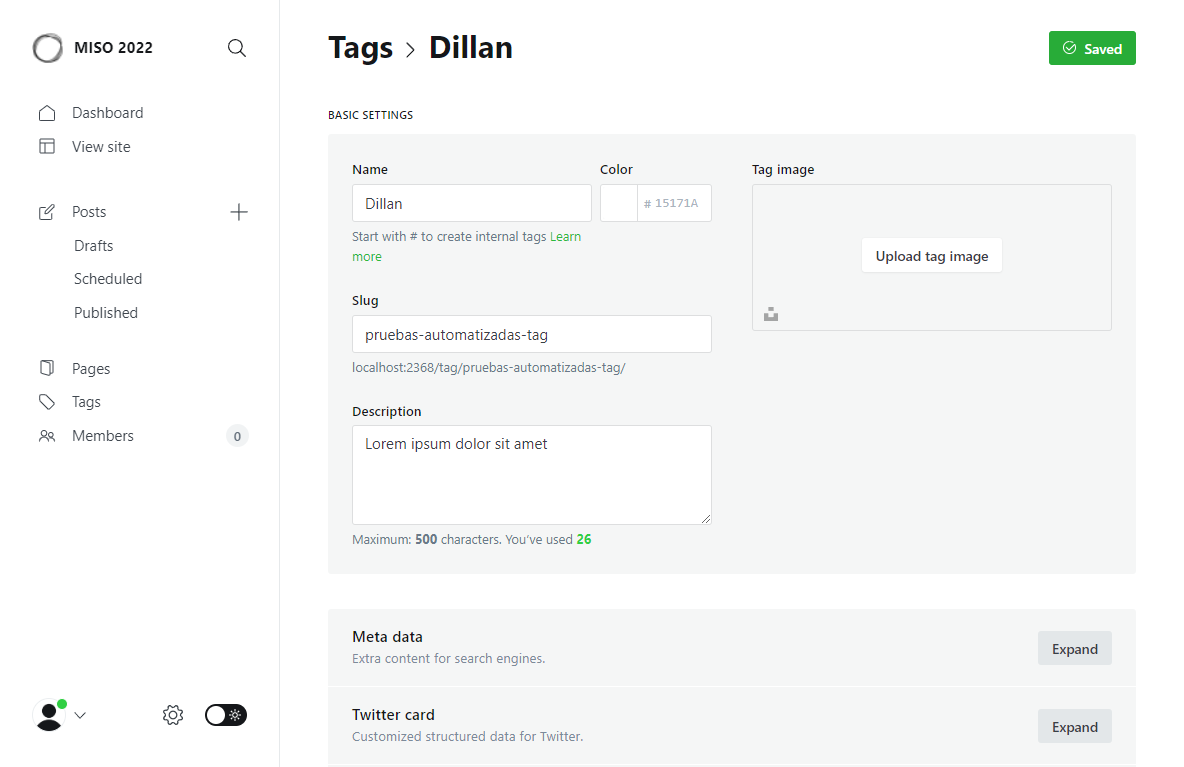 MISO 2022
Dashboard
View site
Posts
Drafts
Scheduled
Published
Pages
Tags
Members 0
Tags > Dillan
Saved
BASIC SETTINGS
Name
Dillan
Start with # to create internal tags Learn
more
Color
# 15171A
Slug
pruebas-automatizadas-tag
localhost:2368/tag/pruebas-automatizadas-tag/
Description
Lorem ipsum dolor sit amet
Maximum: 500 characters. You’ve used 26
Tag image
Upload tag image
Meta data
Extra content for search engines.
Expand
Twitter card
Customized structured data for Twitter.
Expand